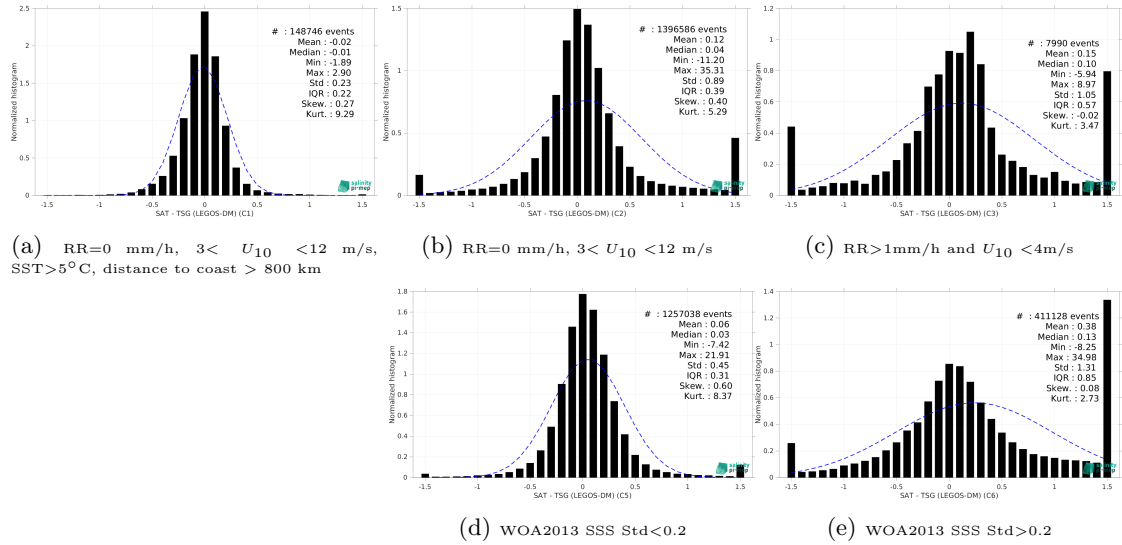 2.5
2
1.5
1
0.5
0
Normalized histogram
# : 148746 events
Mean : -0.02
Median : -0.01
Min : -1.89
Max : 2.90
Std : 0.23
IQR : 0.22
Skew. : 0.27
Kurt. : 9.29
salinity
pi-mep
-1.5 -1 -0.5 0 0.5 1 1.5
SAT - TSG (LEGOS-DM) (C1)
(a) RR=0 mm/h, 3< U10 <12 m/s,
SST>5°C, distance to coast > 800 km
1.5
1
0.5
0
Normalized histogram
# : 1396586 events
Mean : 0.12
Median : 0.04
Min : -11.20
Max : 35.31
Std : 0.89
IQR : 0.39
Skew. : 0.40
Kurt. : 5.29
salinity
pi-mep
-1.5 -1 -0.5 0 0.5 1 1.5
SAT - TSG (LEGOS-DM) (C2)
(b) RR=0 mm/h, 3< U10 <12 m/s
1.2
1
0.8
0.6
0.4
0.2
0
Normalized histogram
# : 7990 events
Mean : 0.15
Median : 0.10
Min : -5.94
Max : 8.97
Std : 1.05
IQR : 0.57
Skew. : -0.02
Kurt. : 3.47
salinity
pi-mep
-1.5 -1 -0.5 0 0.5 1 1.5
SAT - TSG (LEGOS-DM) (C3)
(c) RR>1mm/h and U10 <4m/s
1.8
1.6
1.4
1.2
1
0.8
0.6
0.4
0.2
0
Normalized histogram
# : 1257038 events
Mean : 0.06
Median : 0.03
Min : -7.42
Max : 21.91
Std : 0.45
IQR : 0.31
Skew. : 0.60
Kurt. : 8.37
salinity
pi-mep
-1.5 -1 -0.5 0 0.5 1 1.5
SAT - TSG (LEGOS-DM) (C5)
(d) WOA2013 SSS Std<0.2
1.4
1.2
1
0.8
0.6
0.4
0.2
0
Normalized histogram
# : 411128 events
Mean : 0.38
Median : 0.13
Min : -8.25
Max : 34.98
Std : 1.31
IQR : 0.85
Skew. : 0.08
Kurt. : 2.73
salinity
pi-mep
-1.5 -1 -0.5 0 0.5 1 1.5
SAT - TSG (LEGOS-DM) (C6)
(e) WOA2013 SSS Std>0.2